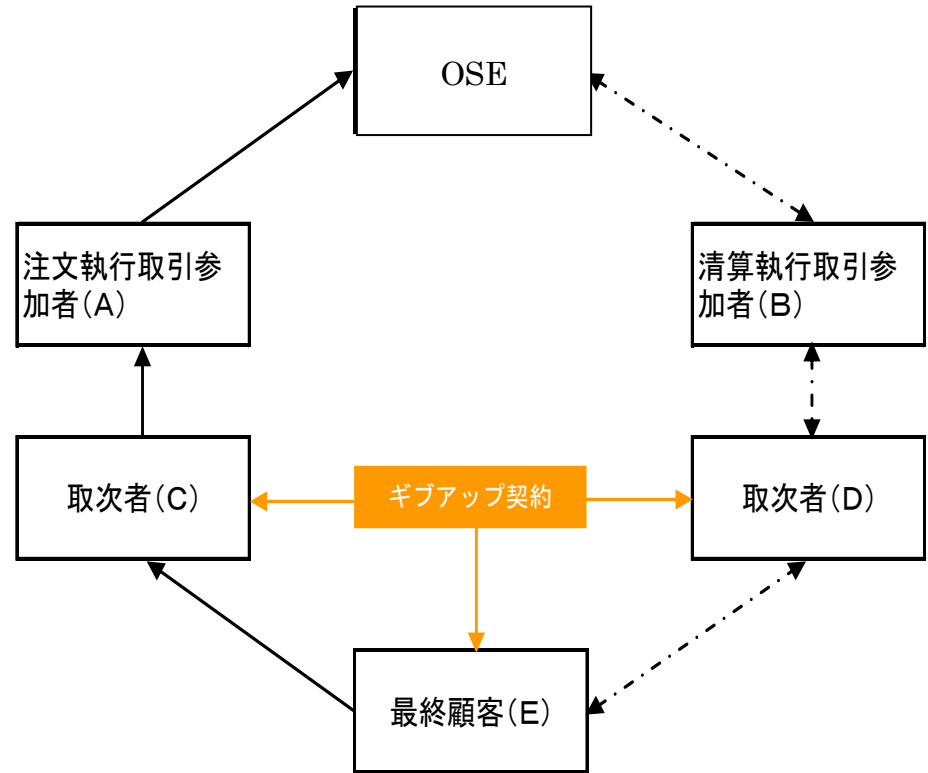 OSE
注文執行取引参
加者(A)
清算執行取引参
加者(B)
取次者(C)
ギブアップ契約
取次者(D)
最終顧客(E)